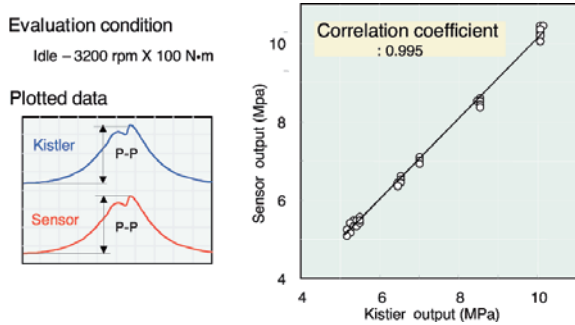 Evaluation condition
Idle – 3200 rpm X 100 N•m
Plotted data
Kistler
P-P
Sensor
P-P
Correlation coefficient
: 0.995
Sensor output (Mpa)
10
8
6
4
4
6
8
10
Kistier output (MPa)